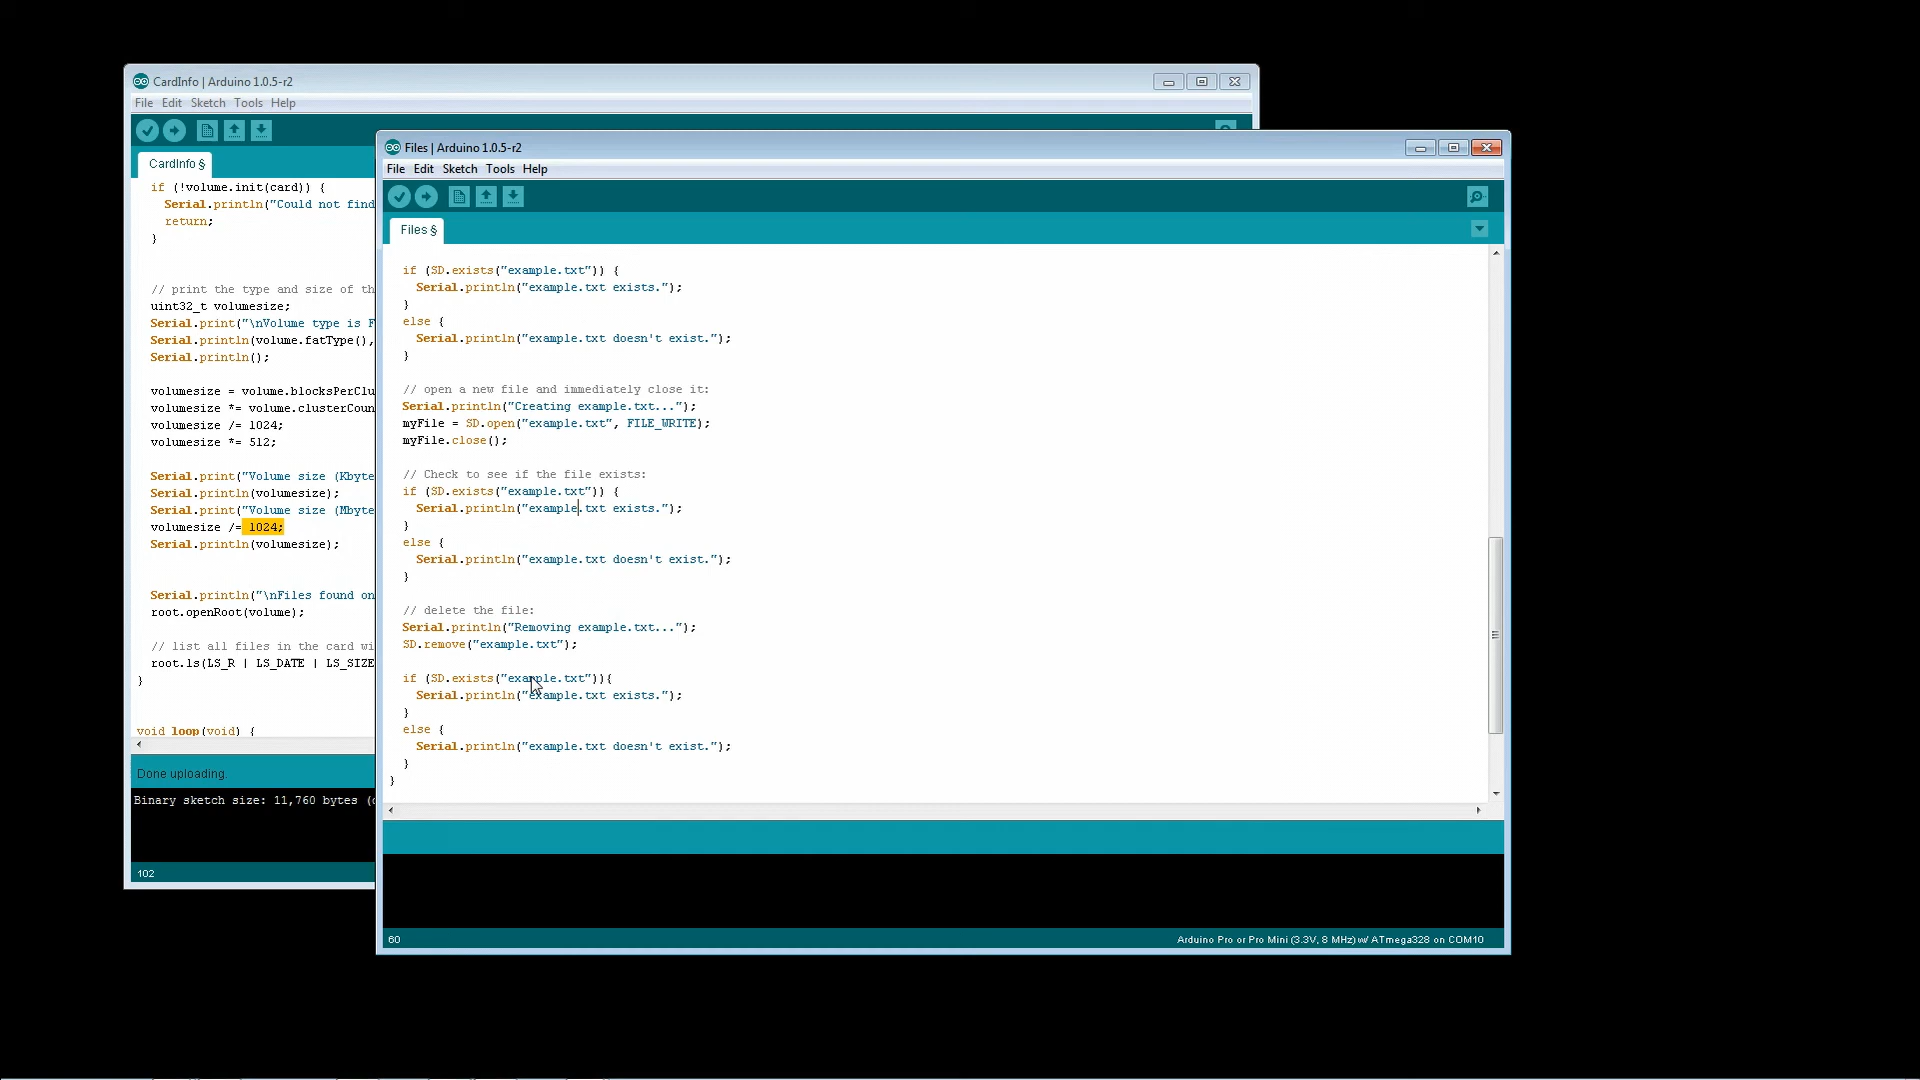 CardInfo | Arduino 1.0.5-r2
File Edit Sketch Tools Help
CardInfo §
if (!volume.init(card)) {
Serial.println("Could not find
return;
}
// print the type and size of th
uint32_t volumesize;
Serial.print("\nVolume type is F
Serial.println(volume.fatType(),
Serial.println();
volumesize = volume.blocksPerClu
volumesize *= volume.clusterCoun
volumesize /= 1024;
volumesize *= 512;
Serial.print("Volume size (Kbyte
Serial.println(volumesize);
Serial.print("Volume size (Mbyte
volumesize /= 1024;
Serial.println(volumesize);
Serial.println("\nFiles found on
root.openRoot(volume);
// list all files in the card wi
root.ls(LS_R | LS_DATE | LS_SIZE
}
void loop(void) {
Done uploading.
Binary sketch size: 11,760 bytes (
102
Files | Arduino 1.0.5-r2
File Edit Sketch Tools Help
Files §
if (SD.exists("example.txt")) {
Serial.println("example.txt exists.");
}
else {
Serial.println("example.txt doesn't exist.");
}
// open a new file and immediately close it:
Serial.println("Creating example.txt...");
myFile = SD.open("example.txt", FILE_WRITE);
myFile.close();
// Check to see if the file exists:
if (SD.exists("example.txt")) {
Serial.println("example.txt exists.");
}
else {
Serial.println("example.txt doesn't exist.");
}
// delete the file:
Serial.println("Removing example.txt...");
SD.remove("example.txt");
if (SD.exists("example.txt")){
Serial.println("example.txt exists.");
}
else {
Serial.println("example.txt doesn't exist.");
}
}
60
Arduino Pro or Pro Mini (3.3V, 8 MHz) w/ ATmega328 on COM10